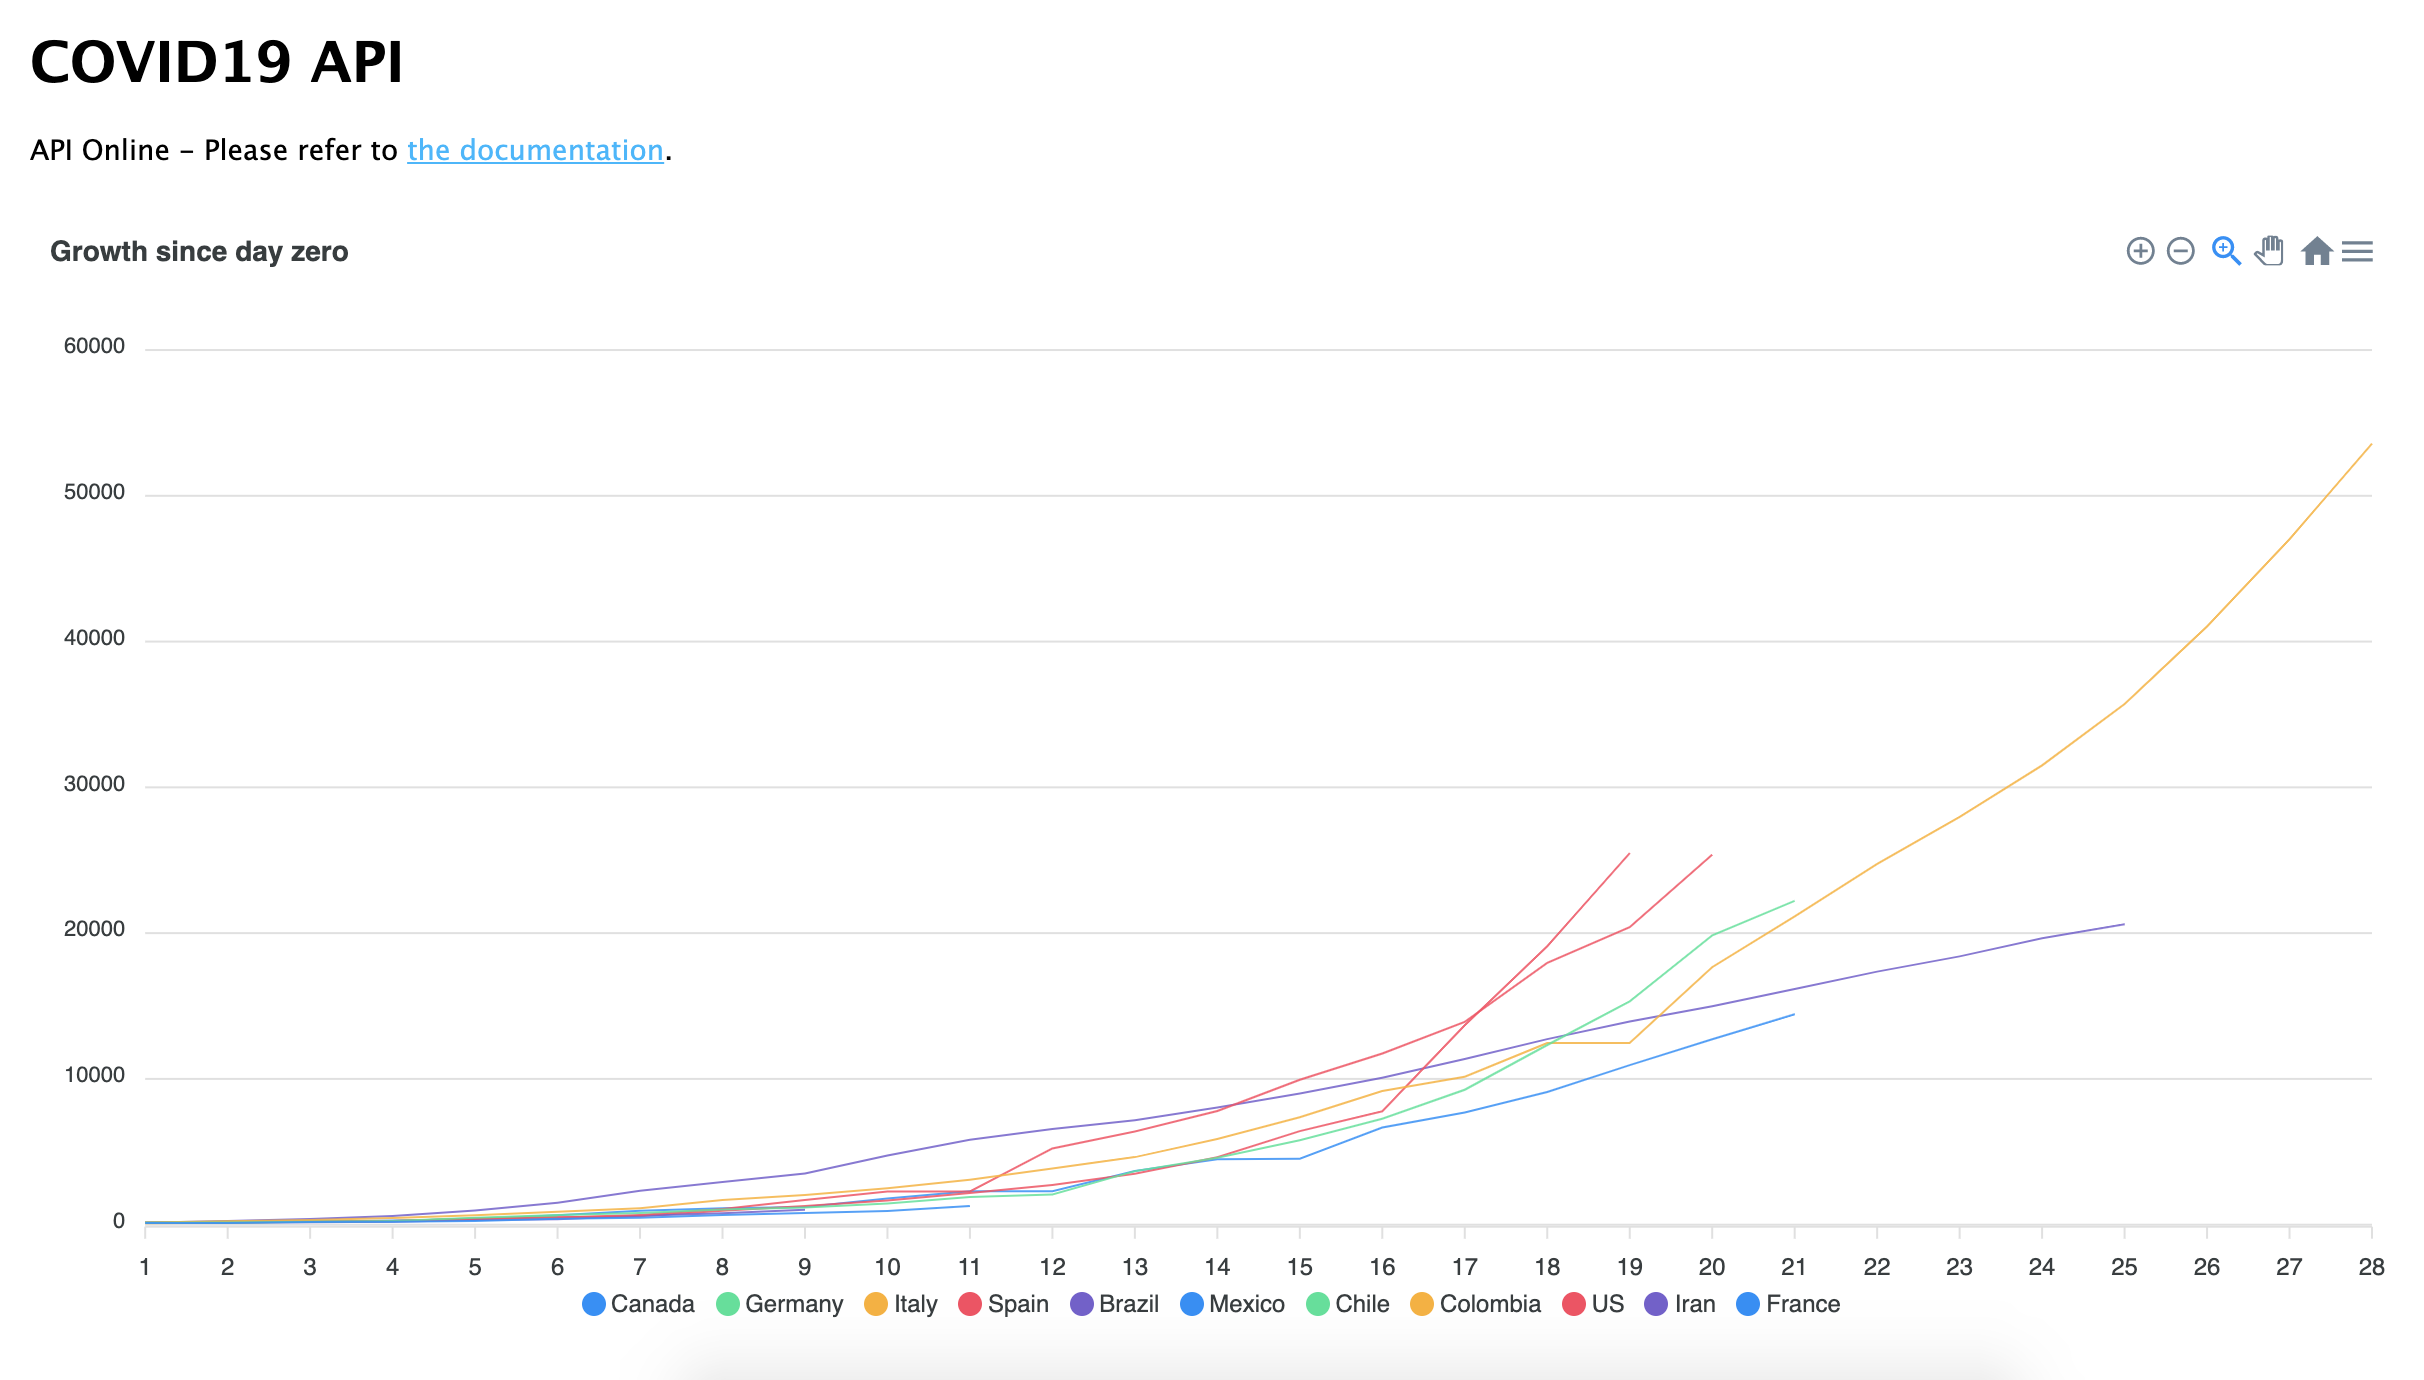 COVID19 API
API Online – Please refer to the documentation.
Growth since day zero
60000
50000
40000
30000
20000
10000
0
1 2 3 4 5 6 7 8 9 10 11 12 13 14 15 16 17 18 19 20 21 22 23 24 25 26 27 28
Canada Germany Italy Spain Brazil Mexico Chile Colombia US Iran France